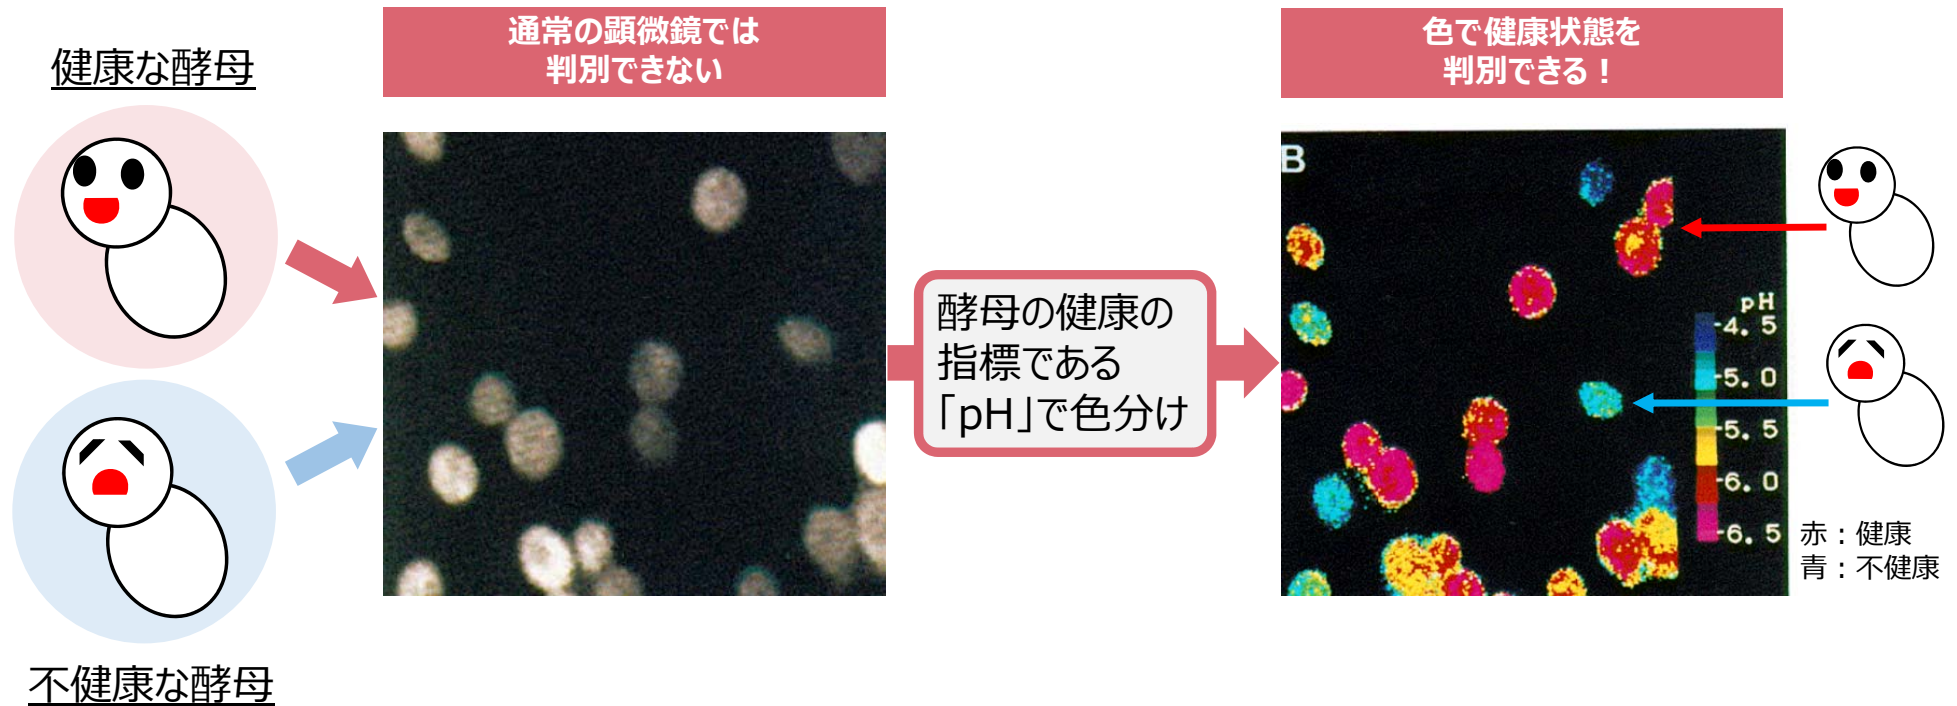 健康な酵母
不健康な酵母
通常の顕微鏡では
判別できない
酵母の健康の
指標である
「pH」で色分け
色で健康状態を
判別できる！
B
pH
-4.5
-5.0
-5.5
-6.0
-6.5
赤：健康
青：不健康